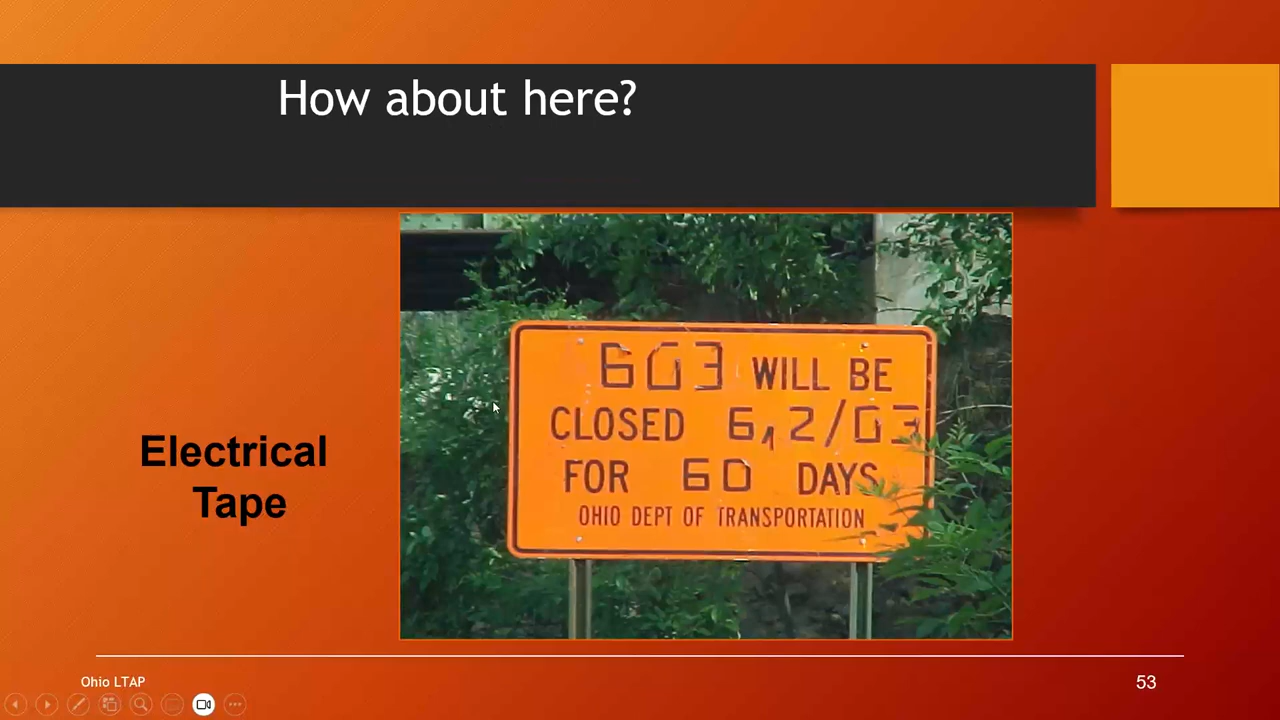 How about here?
603 WILL BE
CLOSED 6,2/03
FOR 60 DAYS
OHIO DEPT OF TRANSPORTATION
Electrical
Tape
Ohio LTAP
53